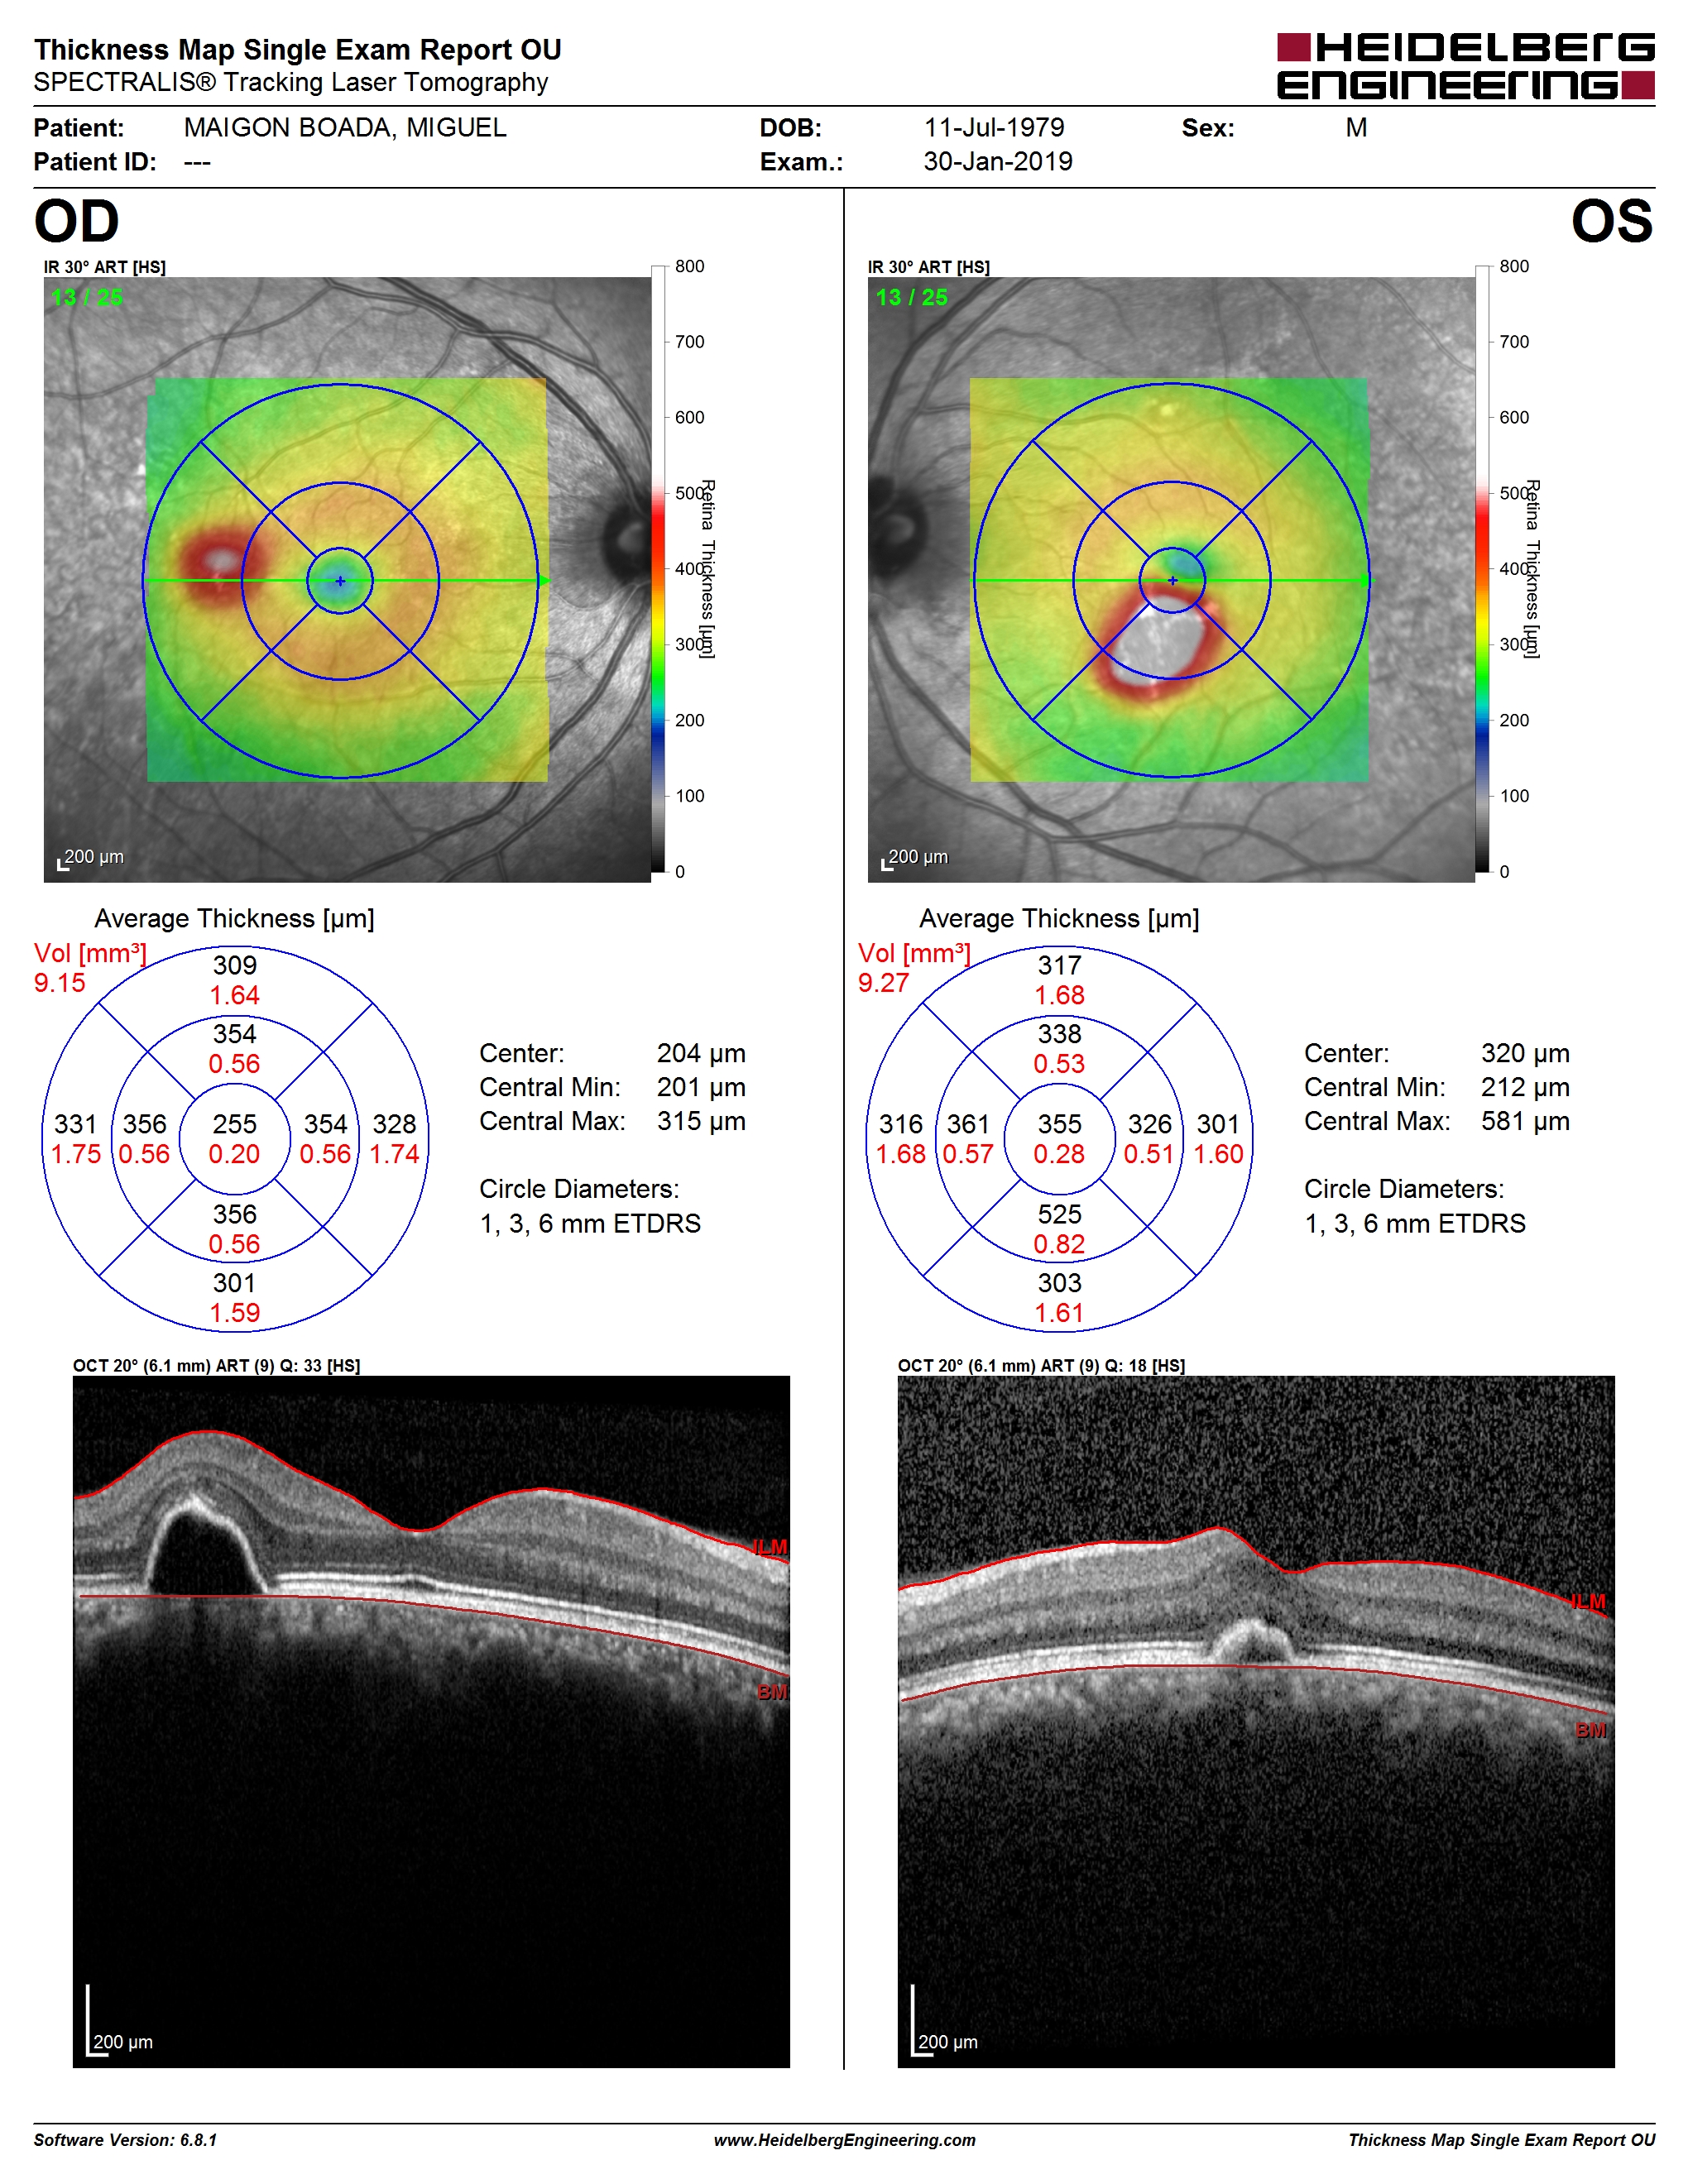 Thickness Map Single Exam Report OU
SPECTRALIS® Tracking Laser Tomography
HEIDELBERG
ENGINEERING
Patient: MAIGON BOADA, MIGUEL DOB: 11-Jul-1979 Sex: M
Patient ID: --- Exam.: 30-Jan-2019
OD
IR 30° ART [HS]
13 / 25
200 µm
800
700
600
500
400
300
200
100
0
Retina Thickness [µm]
Average Thickness [µm]
Vol [mm³]
9.15
309
1.64
354
0.56
331 356 255 354 328
1.75 0.56 0.20 0.56 1.74
356
0.56
301
1.59
Center: 204 µm
Central Min: 201 µm
Central Max: 315 µm
Circle Diameters:
1, 3, 6 mm ETDRS
OCT 20° (6.1 mm) ART (9) Q: 33 [HS]
ILM
BM
200 µm
OS
IR 30° ART [HS]
13 / 25
200 µm
800
700
600
500
400
300
200
100
0
Retina Thickness [µm]
Average Thickness [µm]
Vol [mm³]
9.27
317
1.68
338
0.53
316 361 355 326 301
1.68 0.57 0.28 0.51 1.60
525
0.82
303
1.61
Center: 320 µm
Central Min: 212 µm
Central Max: 581 µm
Circle Diameters:
1, 3, 6 mm ETDRS
OCT 20° (6.1 mm) ART (9) Q: 18 [HS]
ILM
BM
200 µm
Software Version: 6.8.1 www.HeidelbergEngineering.com Thickness Map Single Exam Report OU